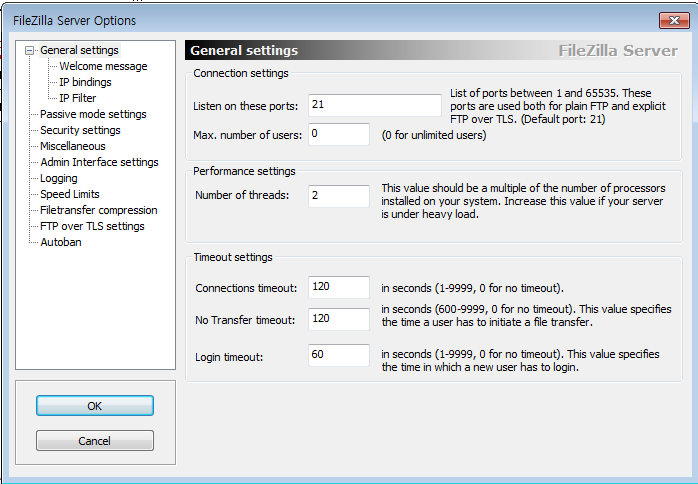 FileZilla Server Options
General settings
Welcome message
IP bindings
IP Filter
Passive mode settings
Security settings
Miscellaneous
Admin Interface settings
Logging
Speed Limits
Filetransfer compression
FTP over TLS settings
Autoban
OK
Cancel
General settings
FileZilla Server
Connection settings
Listen on these ports:
21
List of ports between 1 and 65535. These
ports are used both for plain FTP and explicit
FTP over TLS. (Default port: 21)
Max. number of users:
0
(0 for unlimited users)
Performance settings
Number of threads:
2
This value should be a multiple of the number of processors
installed on your system. Increase this value if your server
is under heavy load.
Timeout settings
Connections timeout:
120
in seconds (1-9999, 0 for no timeout).
No Transfer timeout:
120
in seconds (600-9999, 0 for no timeout). This value specifies
the time a user has to initiate a file transfer.
Login timeout:
60
in seconds (1-9999, 0 for no timeout). This value specifies
the time in which a new user has to login.